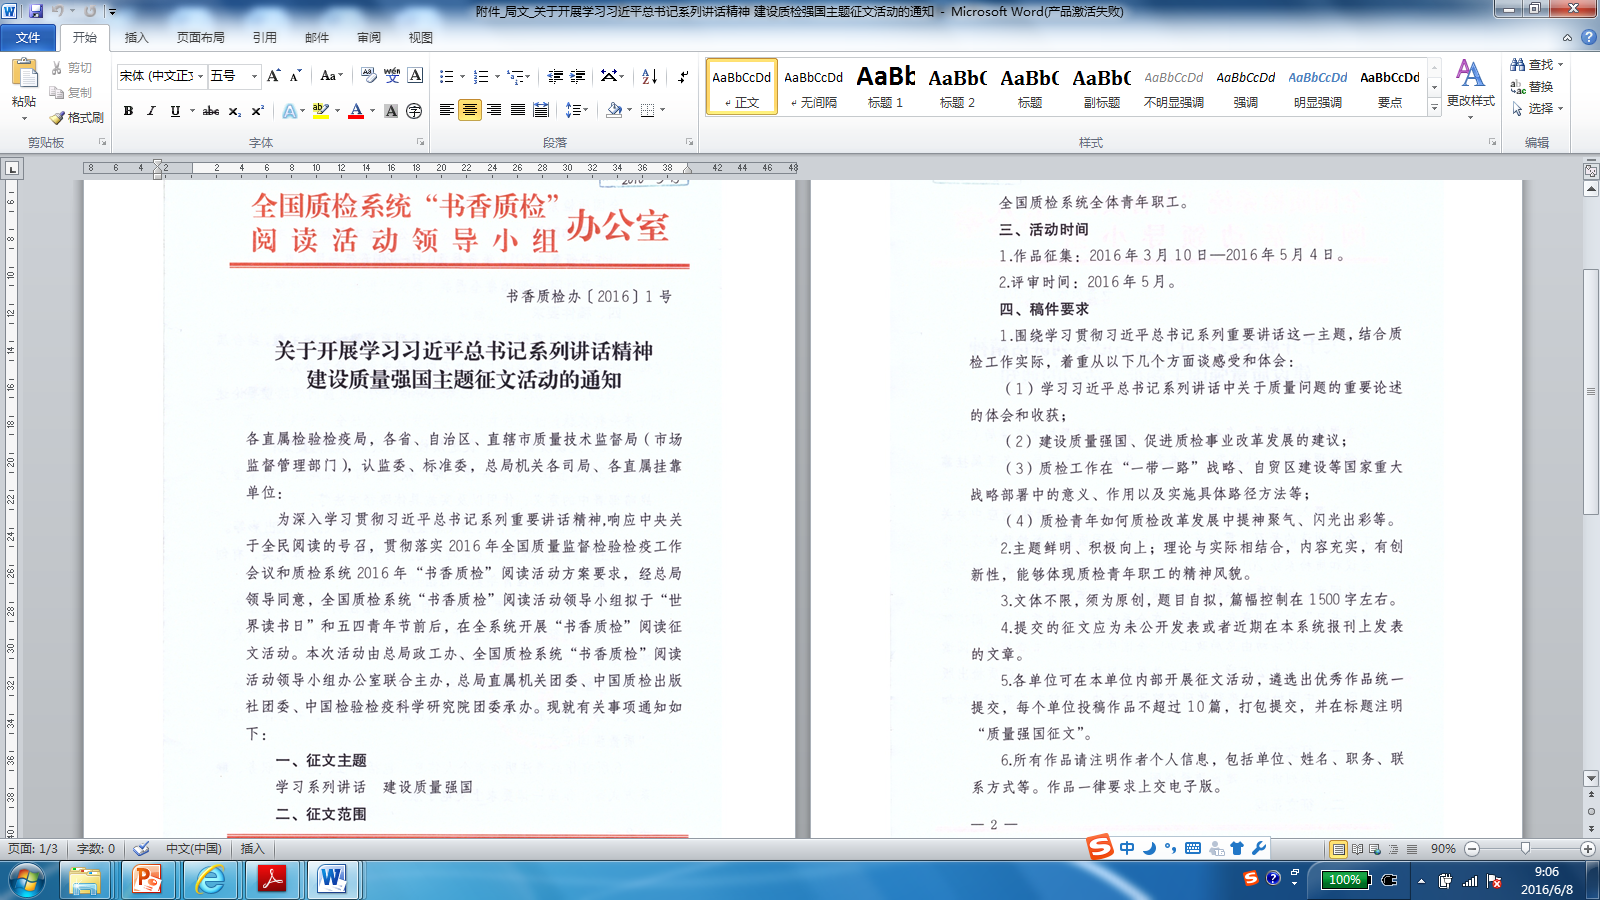 附件_局文_关于开展学习习近平总书记系列讲话精神 建设质检强国主题征文活动的通知 - Microsoft Word(产品激活失败)
文件 开始 插入 页面布局 引用 邮件 审阅 视图
粘贴 剪切 复制 格式刷
宋体 (中文正 五号
AaBbCcDd AaBbCcDd AaBb AaBbC AaBbC AaBbC AaBbCcDd AaBbCcDd AaBbCcDd AaBbCcDd
正文 无间隔 标题 1 标题 2 标题 副标题 不明显强调 强调 明显强调 要点
更改样式 查找 替换 选择
剪贴板 字体 段落 样式 编辑
8 6 4 2 2 4 6 8 10 12 14 16 18 20 22 24 26 28 30 32 34 36 38 42 44 46 48
全国质检系统“书香质检”
阅读活动领导小组
办公室
书香质检办〔2016〕1 号
关于开展学习习近平总书记系列讲话精神
建设质量强国主题征文活动的通知
各直属检验检疫局，各省、自治区、直辖市质量技术监督局（市场
监督管理部门），认监委、标准委，总局机关各司局、各直属挂靠
单位：
为深入学习贯彻习近平总书记系列重要讲话精神,响应中央关
于全民阅读的号召，贯彻落实 2016 年全国质量监督检验检疫工作
会议和质检系统 2016 年“书香质检”阅读活动方案要求，经总局
领导同意，全国质检系统“书香质检”阅读活动领导小组拟于“世
界读书日”和五四青年节前后，在全系统开展“书香质检”阅读征
文活动。本次活动由总局政工办、全国质检系统“书香质检”阅读
活动领导小组办公室联合主办，总局直属机关团委、中国质检出版
社团委、中国检验检疫科学研究院团委承办。现就有关事项通知如
下：
一、征文主题
学习系列讲话　建设质量强国
二、征文范围
全国质检系统全体青年职工。
三、活动时间
1.作品征集：2016 年 3 月 10 日—2016 年 5 月 4 日。
2.评审时间：2016 年 5 月。
四、稿件要求
1.围绕学习贯彻习近平总书记系列重要讲话这一主题，结合质
检工作实际，着重从以下几个方面谈感受和体会：
（1）学习习近平总书记系列讲话中关于质量问题的重要论述
的体会和收获；
（2）建设质量强国、促进质检事业改革发展的建议；
（3）质检工作在“一带一路”战略、自贸区建设等国家重大
战略部署中的意义、作用以及实施具体路径方法等；
（4）质检青年如何质检改革发展中提神聚气、闪光出彩等。
2.主题鲜明、积极向上；理论与实际相结合，内容充实，有创
新性，能够体现质检青年职工的精神风貌。
3.文体不限，须为原创，题目自拟，篇幅控制在 1500 字左右。
4.提交的征文应为未公开发表或者近期在本系统报刊上发表
的文章。
5.各单位可在本单位内部开展征文活动，遴选出优秀作品统一
提交，每个单位投稿作品不超过 10 篇，打包提交，并在标题注明
“质量强国征文”。
6.所有作品请注明作者个人信息，包括单位、姓名、职务、联
系方式等。作品一律要求上交电子版。
— 2 —
页面: 1/3 字数: 0 中文(中国) 插入 90%
中
100%
9:06
2016/6/8